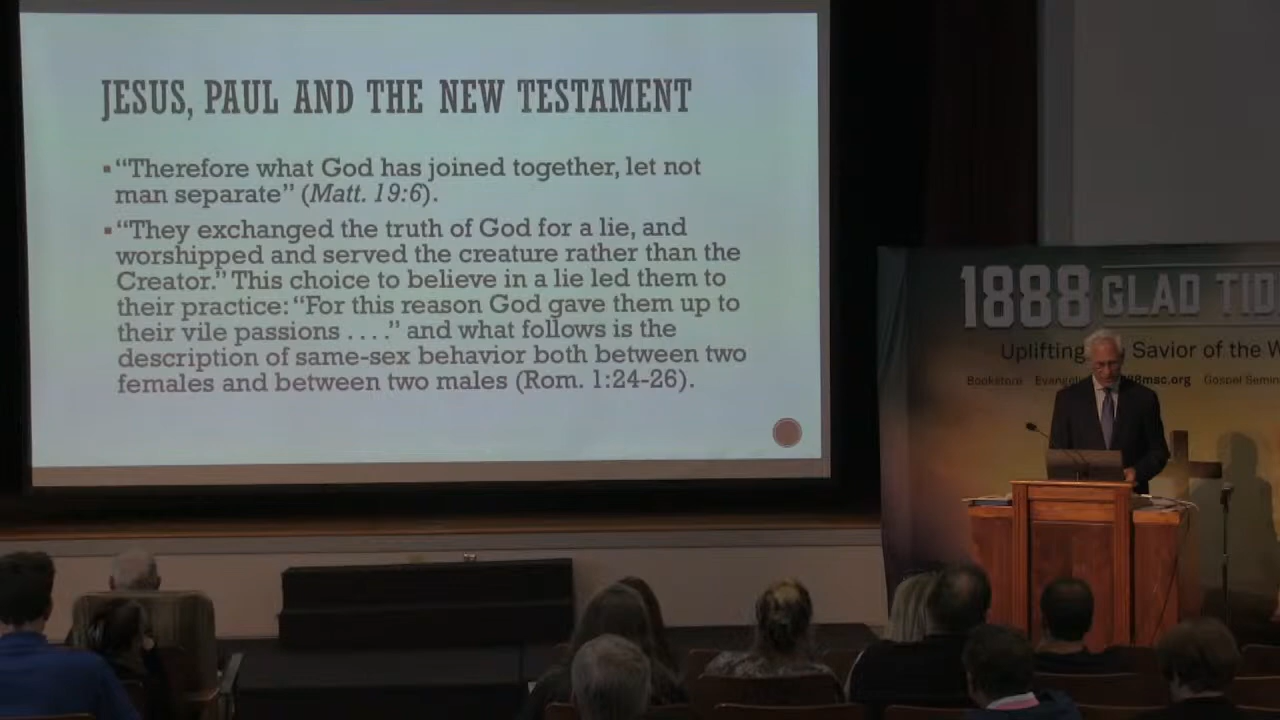 JESUS, PAUL AND THE NEW TESTAMENT
▪“Therefore what God has joined together, let not
man separate” (Matt. 19:6).
▪“They exchanged the truth of God for a lie, and
worshipped and served the creature rather than the
Creator.” This choice to believe in a lie led them to
their practice: “For this reason God gave them up to
their vile passions . . . .” and what follows is the
description of same-sex behavior both between two
females and between two males (Rom. 1:24-26).
1888 GLAD TID
Uplifting Savior of the W
Bookstore Evangel 88msc.org Gospel Semin